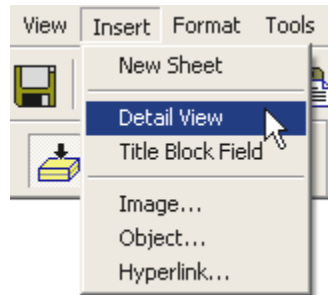 View Insert Format Tools
New Sheet
Detail View
Title Block Field
Image...
Object...
Hyperlink...